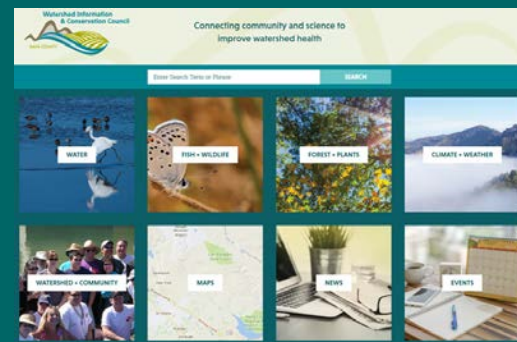 Watershed Information
& Conservation Council
Connecting community and science to
improve watershed health
Enter Search Term or Phrase
SEARCH
WATER
FISH + WILDLIFE
FOREST + PLANTS
CLIMATE + WEATHER
WATERSHED + COMMUNITY
MAPS
NEWS
EVENTS